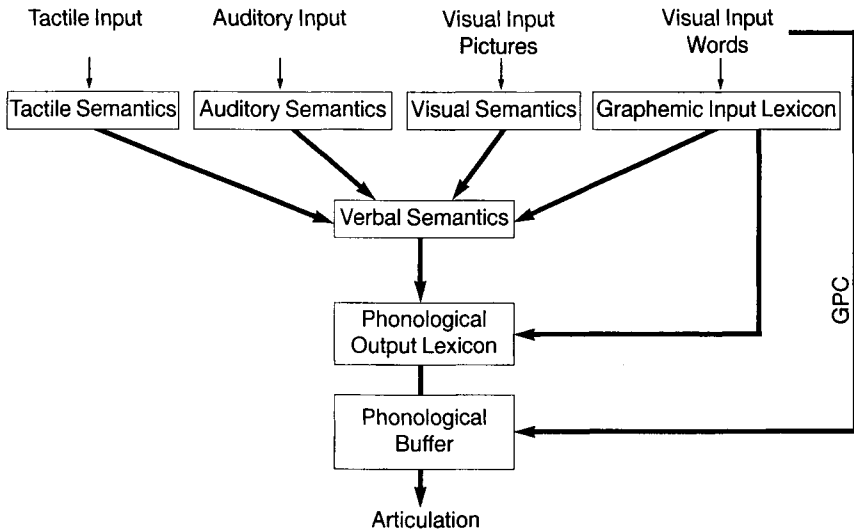 Tactile Input
Auditory Input
Visual Input
Pictures
Visual Input
Words
Tactile Semantics
Auditory Semantics
Visual Semantics
Graphemic Input Lexicon
Verbal Semantics
GPC
Phonological
Output Lexicon
Phonological
Buffer
Articulation